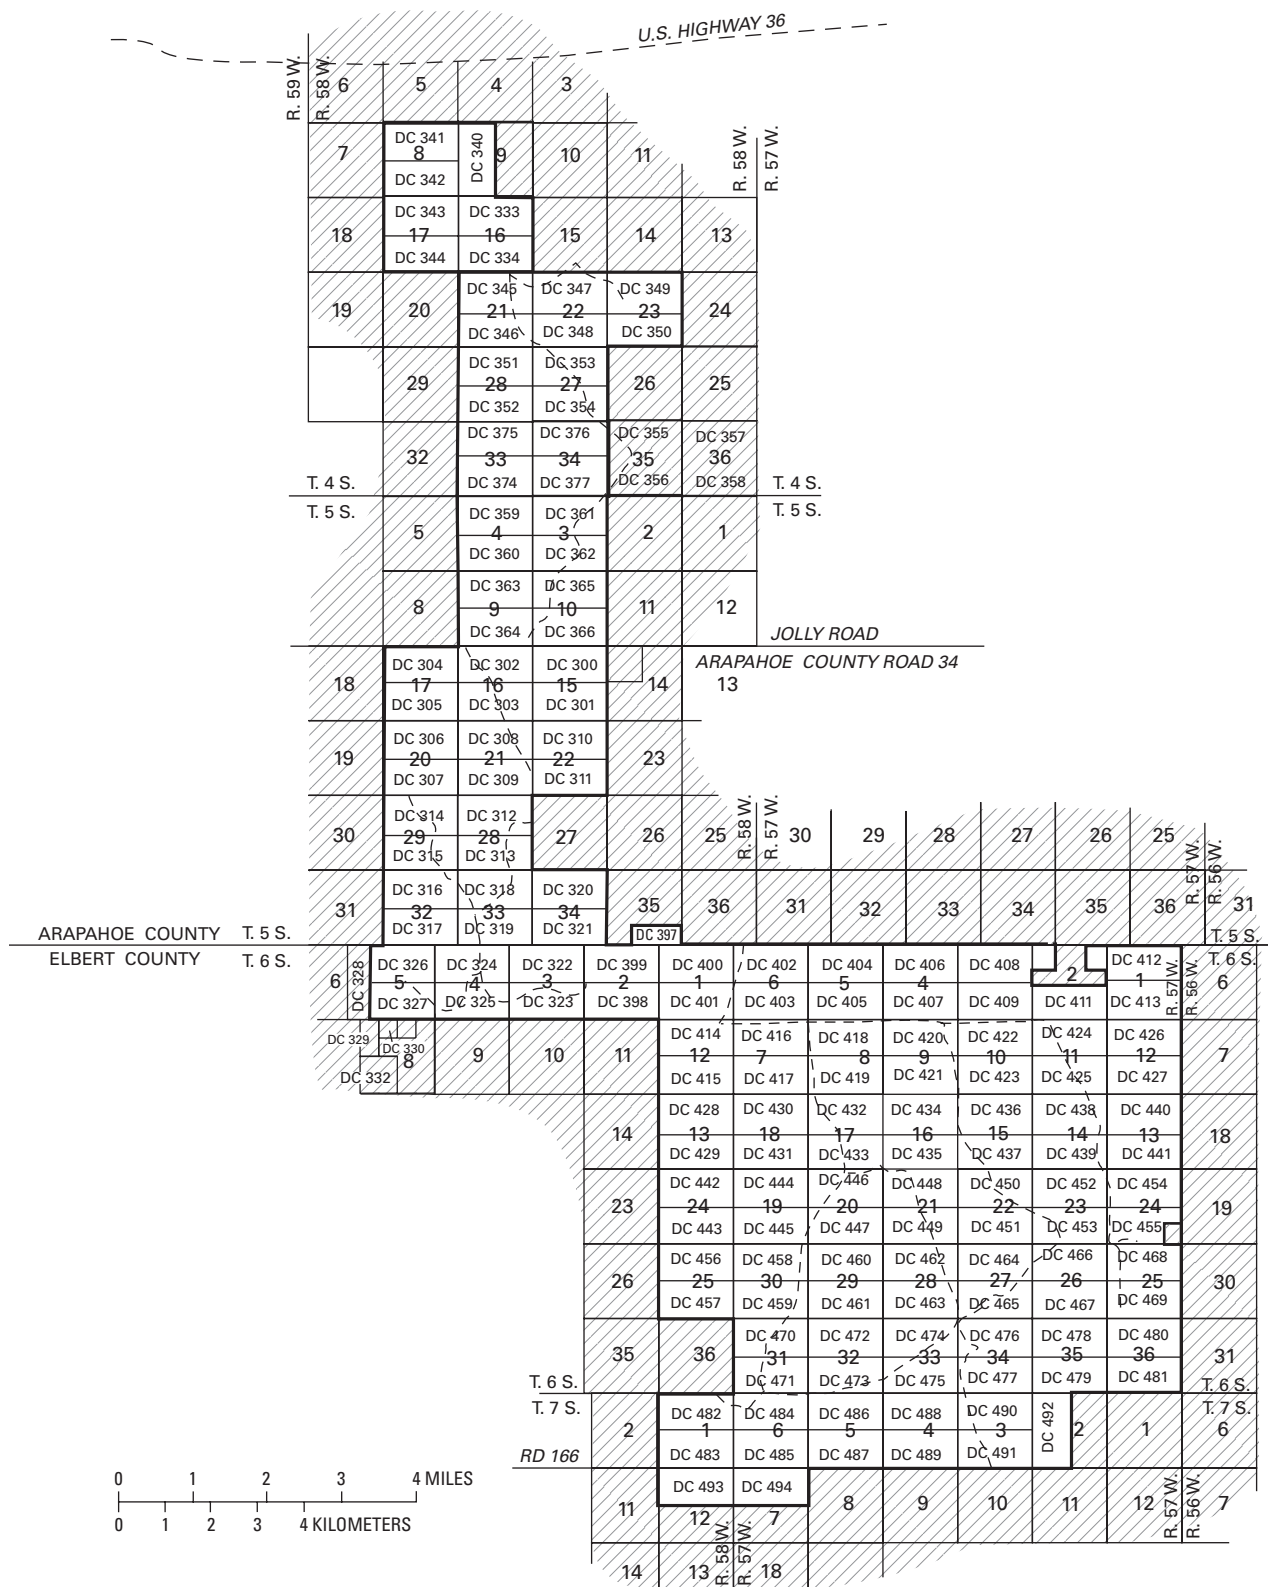 U.S. HIGHWAY 36
R. 59 W.
R. 58 W.
6 5 4 3
DC 341
7 8 DC 340 9 10 11
DC 342
R. 58 W.
R. 57 W.
DC 343 DC 333
18 17 16 15 14 13
DC 344 DC 334
DC 345 DC 347 DC 349
19 20 21 22 23 24
DC 346 DC 348 DC 350
DC 351 DC 353
29 28 27 26 25
DC 352 DC 354
DC 375 DC 376 DC 355 DC 357
32 33 34 35 36
DC 374 DC 377 DC 356 DC 358
T. 4 S. T. 4 S.
T. 5 S. T. 5 S.
DC 359 DC 361
5 4 3 2 1
DC 360 DC 362
DC 363 DC 365
8 9 10 11 12
DC 364 DC 366
JOLLY ROAD
ARAPAHOE COUNTY ROAD 34
DC 304 DC 302 DC 300
18 17 16 15 14 13
DC 305 DC 303 DC 301
DC 306 DC 308 DC 310
19 20 21 22 23
DC 307 DC 309 DC 311
R. 58 W.
R. 57 W.
DC 314 DC 312
30 29 28 27 26 25 30 29 28 27 26 25
DC 315 DC 313
R. 57 W.
R. 56 W.
DC 316 DC 318 DC 320
31 32 33 34 35 36 31 32 33 34 35 36 31
DC 317 DC 319 DC 321 DC 397
ARAPAHOE COUNTY T. 5 S. T. 5 S.
ELBERT COUNTY T. 6 S. T. 6 S.
DC 326 DC 324 DC 322 DC 399 DC 400 DC 402 DC 404 DC 406 DC 408 DC 412
6 DC 328 5 4 3 2 1 6 5 4 2 1 6
DC 327 DC 325 DC 323 DC 398 DC 401 DC 403 DC 405 DC 407 DC 409 DC 411 DC 413
R. 57 W.
R. 56 W.
DC 329 DC 330 DC 414 DC 416 DC 418 DC 420 DC 422 DC 424 DC 426
8 9 10 11 12 7 8 9 10 11 12 7
DC 332 DC 415 DC 417 DC 419 DC 421 DC 423 DC 425 DC 427
DC 428 DC 430 DC 432 DC 434 DC 436 DC 438 DC 440
14 13 18 17 16 15 14 13 18
DC 429 DC 431 DC 433 DC 435 DC 437 DC 439 DC 441
DC 442 DC 444 DC 446 DC 448 DC 450 DC 452 DC 454
23 24 19 20 21 22 23 24 19
DC 443 DC 445 DC 447 DC 449 DC 451 DC 453 DC 455
DC 456 DC 458 DC 460 DC 462 DC 464 DC 466 DC 468
26 25 30 29 28 27 26 25 30
DC 457 DC 459 DC 461 DC 463 DC 465 DC 467 DC 469
DC 470 DC 472 DC 474 DC 476 DC 478 DC 480
35 36 31 32 33 34 35 36 31
DC 471 DC 473 DC 475 DC 477 DC 479 DC 481
T. 6 S. T. 6 S.
T. 7 S. T. 7 S.
DC 482 DC 484 DC 486 DC 488 DC 490
2 1 6 5 4 3 DC 492 2 1 6
DC 483 DC 485 DC 487 DC 489 DC 491
RD 166
DC 493 DC 494
11 12 7 8 9 10 11 12 7
R. 58 W.
R. 57 W.
R. 57 W.
R. 56 W.
14 13 18
0 1 2 3 4 MILES
0 1 2 3 4 KILOMETERS